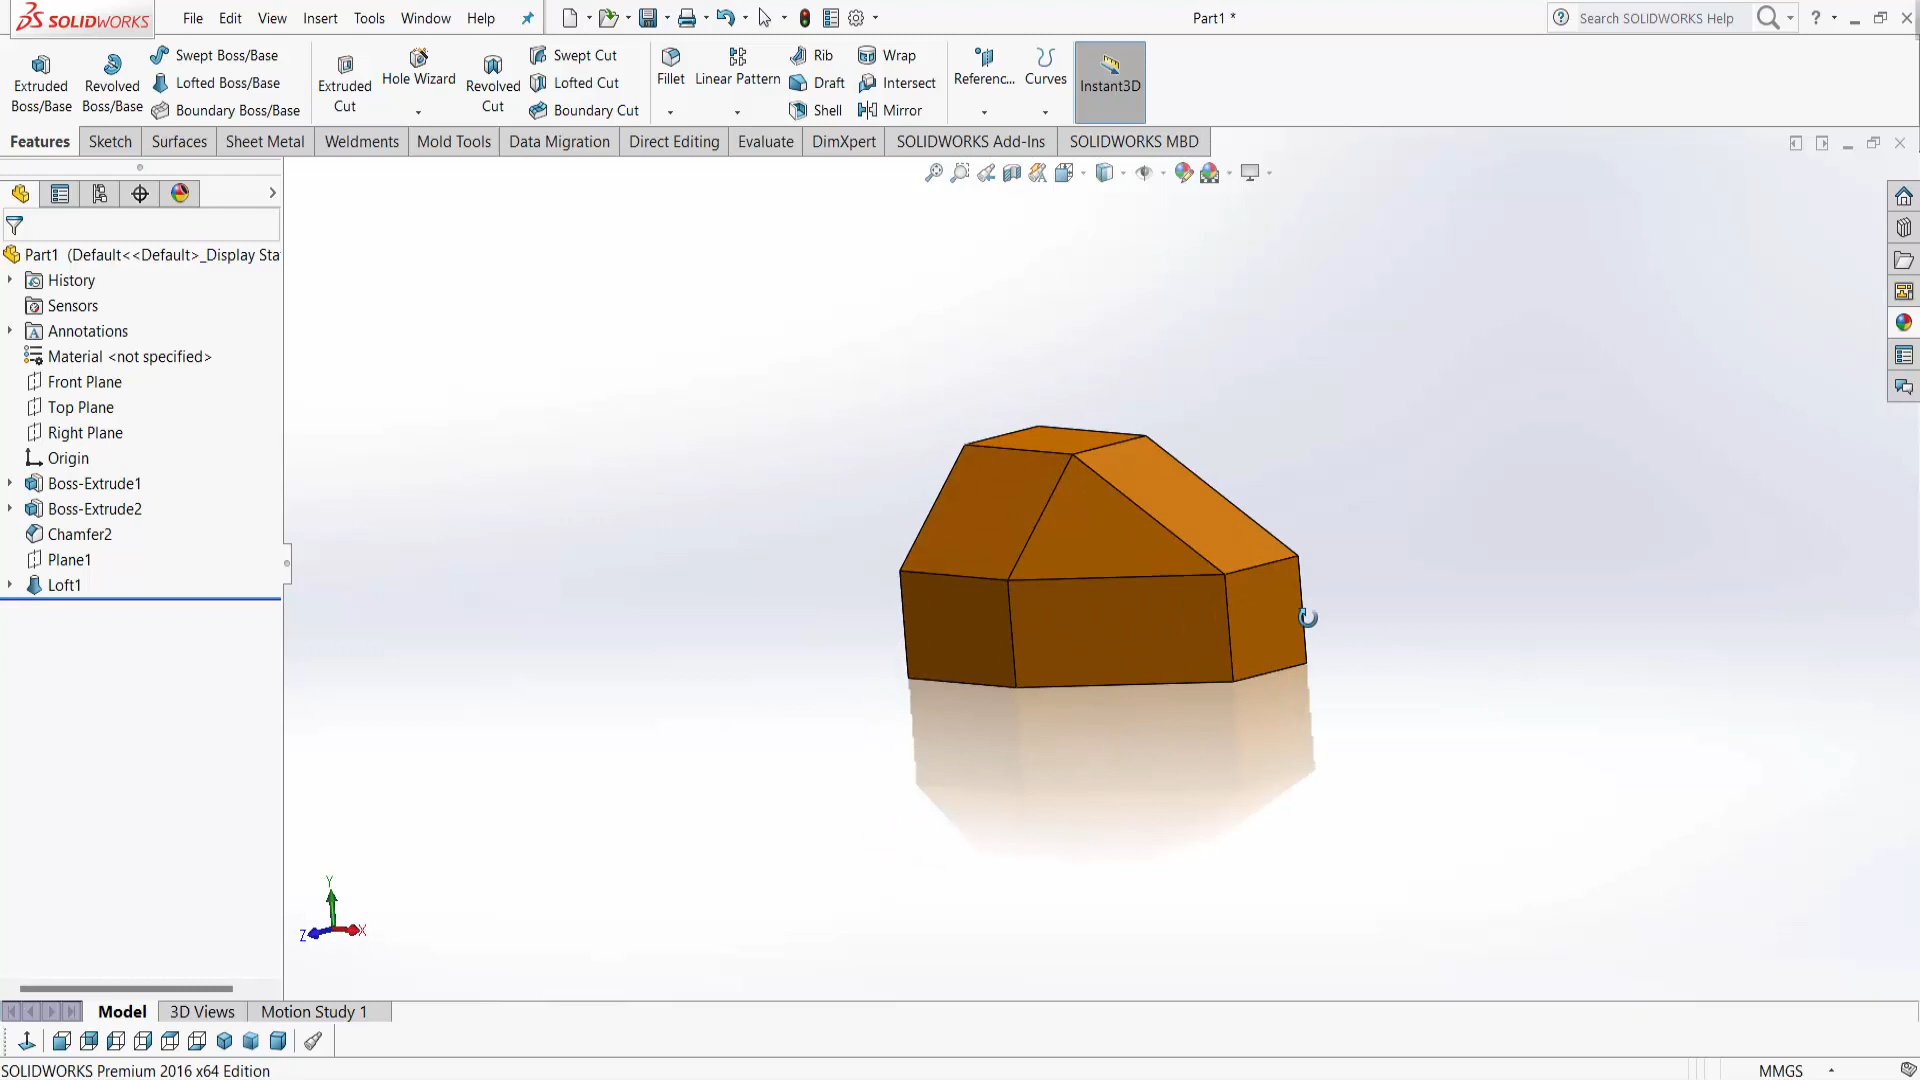 SOLIDWORKS File Edit View Insert Tools Window Help Part1 * Search SOLIDWORKS Help ?
Extruded Boss/Base
Revolved Boss/Base
Swept Boss/Base
Lofted Boss/Base
Boundary Boss/Base
Extruded Cut
Hole Wizard
Revolved Cut
Swept Cut
Lofted Cut
Boundary Cut
Fillet
Linear Pattern
Rib
Draft
Shell
Wrap
Intersect
Mirror
Referenc...
Curves
Instant3D
Features Sketch Surfaces Sheet Metal Weldments Mold Tools Data Migration Direct Editing Evaluate DimXpert SOLIDWORKS Add-Ins SOLIDWORKS MBD
Part1 (Default<<Default>_Display Sta
History
Sensors
Annotations
Material <not specified>
Front Plane
Top Plane
Right Plane
Origin
Boss-Extrude1
Boss-Extrude2
Chamfer2
Plane1
Loft1
Y
Z
X
Model 3D Views Motion Study 1
SOLIDWORKS Premium 2016 x64 Edition MMGS